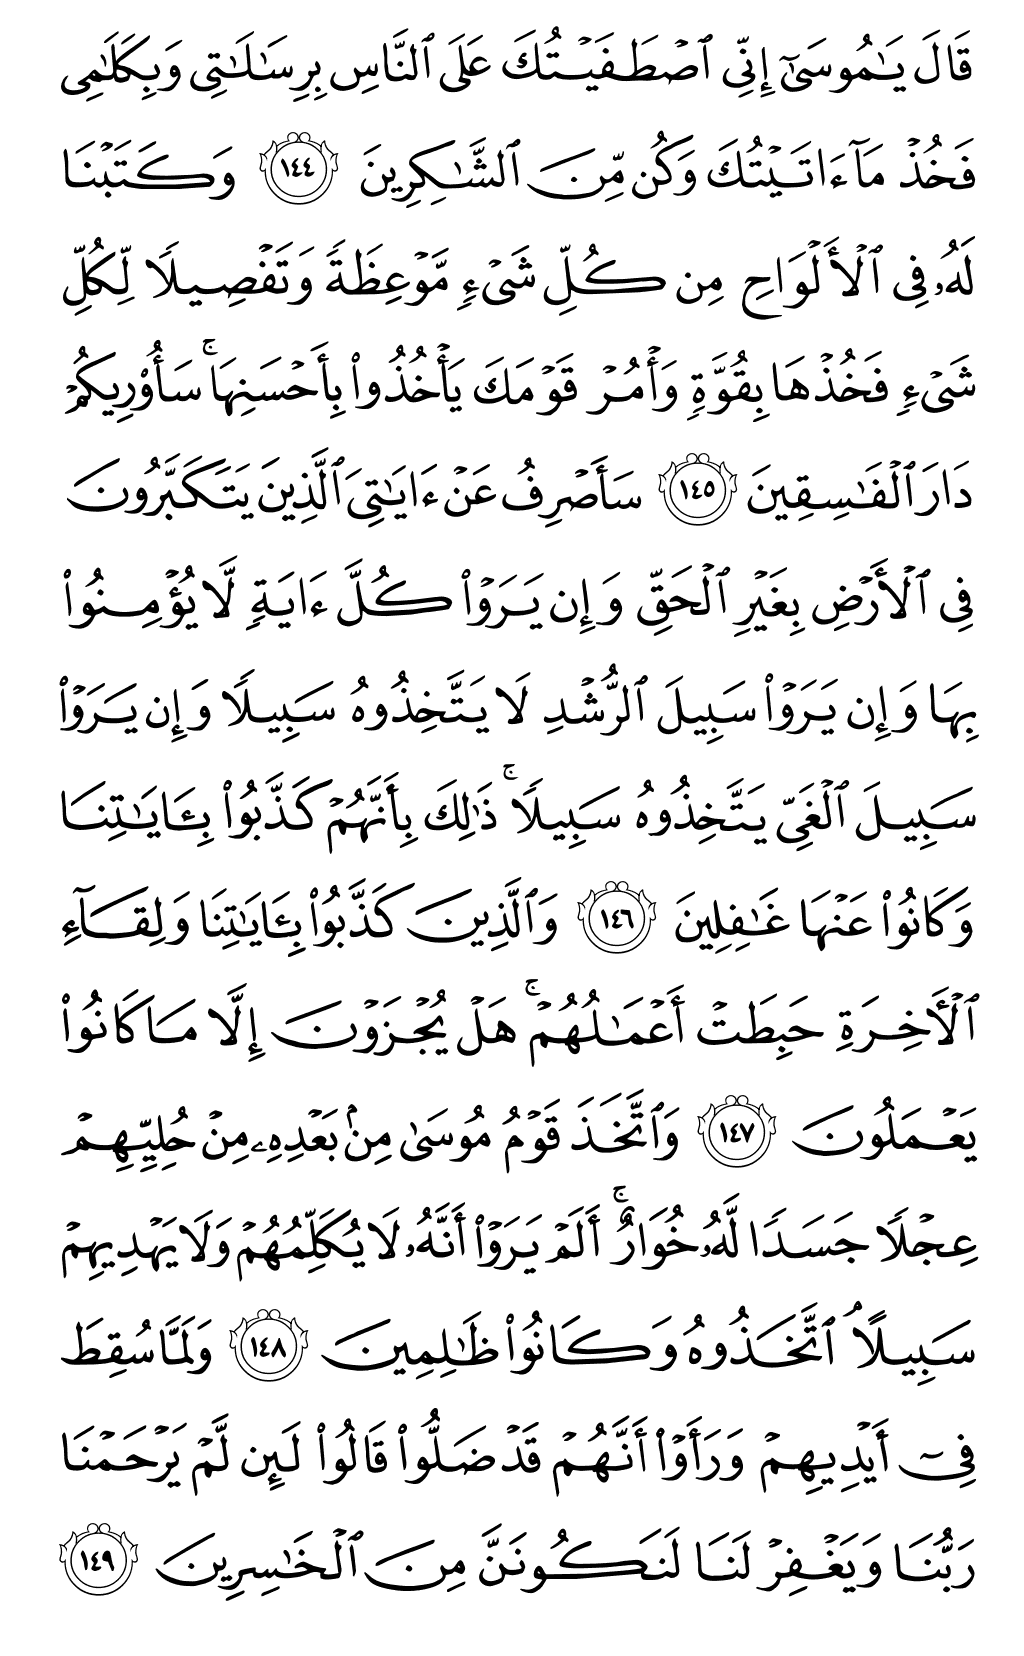 قَالَ يَـٰمُوسَىٰٓ إِنِّى ٱصْطَفَيْتُكَ عَلَى ٱلنَّاسِ بِرِسَـٰلَـٰتِى وَبِكَلَـٰمِى
فَخُذْ مَآ ءَاتَيْتُكَ وَكُن مِّنَ ٱلشَّـٰكِرِينَ ١٤٤ وَكَتَبْنَا
لَهُۥ فِى ٱلْأَلْوَاحِ مِن كُلِّ شَىْءٍ مَّوْعِظَةً وَتَفْصِيلًا لِّكُلِّ
شَىْءٍ فَخُذْهَا بِقُوَّةٍ وَأْمُرْ قَوْمَكَ يَأْخُذُوا۟ بِأَحْسَنِهَا ۚ سَأُو۟رِيكُمْ
دَارَ ٱلْفَـٰسِقِينَ ١٤٥ سَأَصْرِفُ عَنْ ءَايَـٰتِىَ ٱلَّذِينَ يَتَكَبَّرُونَ
فِى ٱلْأَرْضِ بِغَيْرِ ٱلْحَقِّ وَإِن يَرَوْا۟ كُلَّ ءَايَةٍ لَّا يُؤْمِنُوا۟
بِهَا وَإِن يَرَوْا۟ سَبِيلَ ٱلرُّشْدِ لَا يَتَّخِذُوهُ سَبِيلًا وَإِن يَرَوْا۟
سَبِيلَ ٱلْغَىِّ يَتَّخِذُوهُ سَبِيلًا ۚ ذَٰلِكَ بِأَنَّهُمْ كَذَّبُوا۟ بِـَٔايَـٰتِنَا
وَكَانُوا۟ عَنْهَا غَـٰفِلِينَ ١٤٦ وَٱلَّذِينَ كَذَّبُوا۟ بِـَٔايَـٰتِنَا وَلِقَآءِ
ٱلْـَٔاخِرَةِ حَبِطَتْ أَعْمَـٰلُهُمْ ۚ هَلْ يُجْزَوْنَ إِلَّا مَا كَانُوا۟
يَعْمَلُونَ ١٤٧ وَٱتَّخَذَ قَوْمُ مُوسَىٰ مِنۢ بَعْدِهِۦ مِنْ حُلِيِّهِمْ
عِجْلًا جَسَدًا لَّهُۥ خُوَارٌ ۚ أَلَمْ يَرَوْا۟ أَنَّهُۥ لَا يُكَلِّمُهُمْ وَلَا يَهْدِيهِمْ
سَبِيلًا ۘ ٱتَّخَذُوهُ وَكَانُوا۟ ظَـٰلِمِينَ ١٤٨ وَلَمَّا سُقِطَ
فِىٓ أَيْدِيهِمْ وَرَأَوْا۟ أَنَّهُمْ قَدْ ضَلُّوا۟ قَالُوا۟ لَئِن لَّمْ يَرْحَمْنَا
رَبُّنَا وَيَغْفِرْ لَنَا لَنَكُونَنَّ مِنَ ٱلْخَـٰسِرِينَ ١٤٩